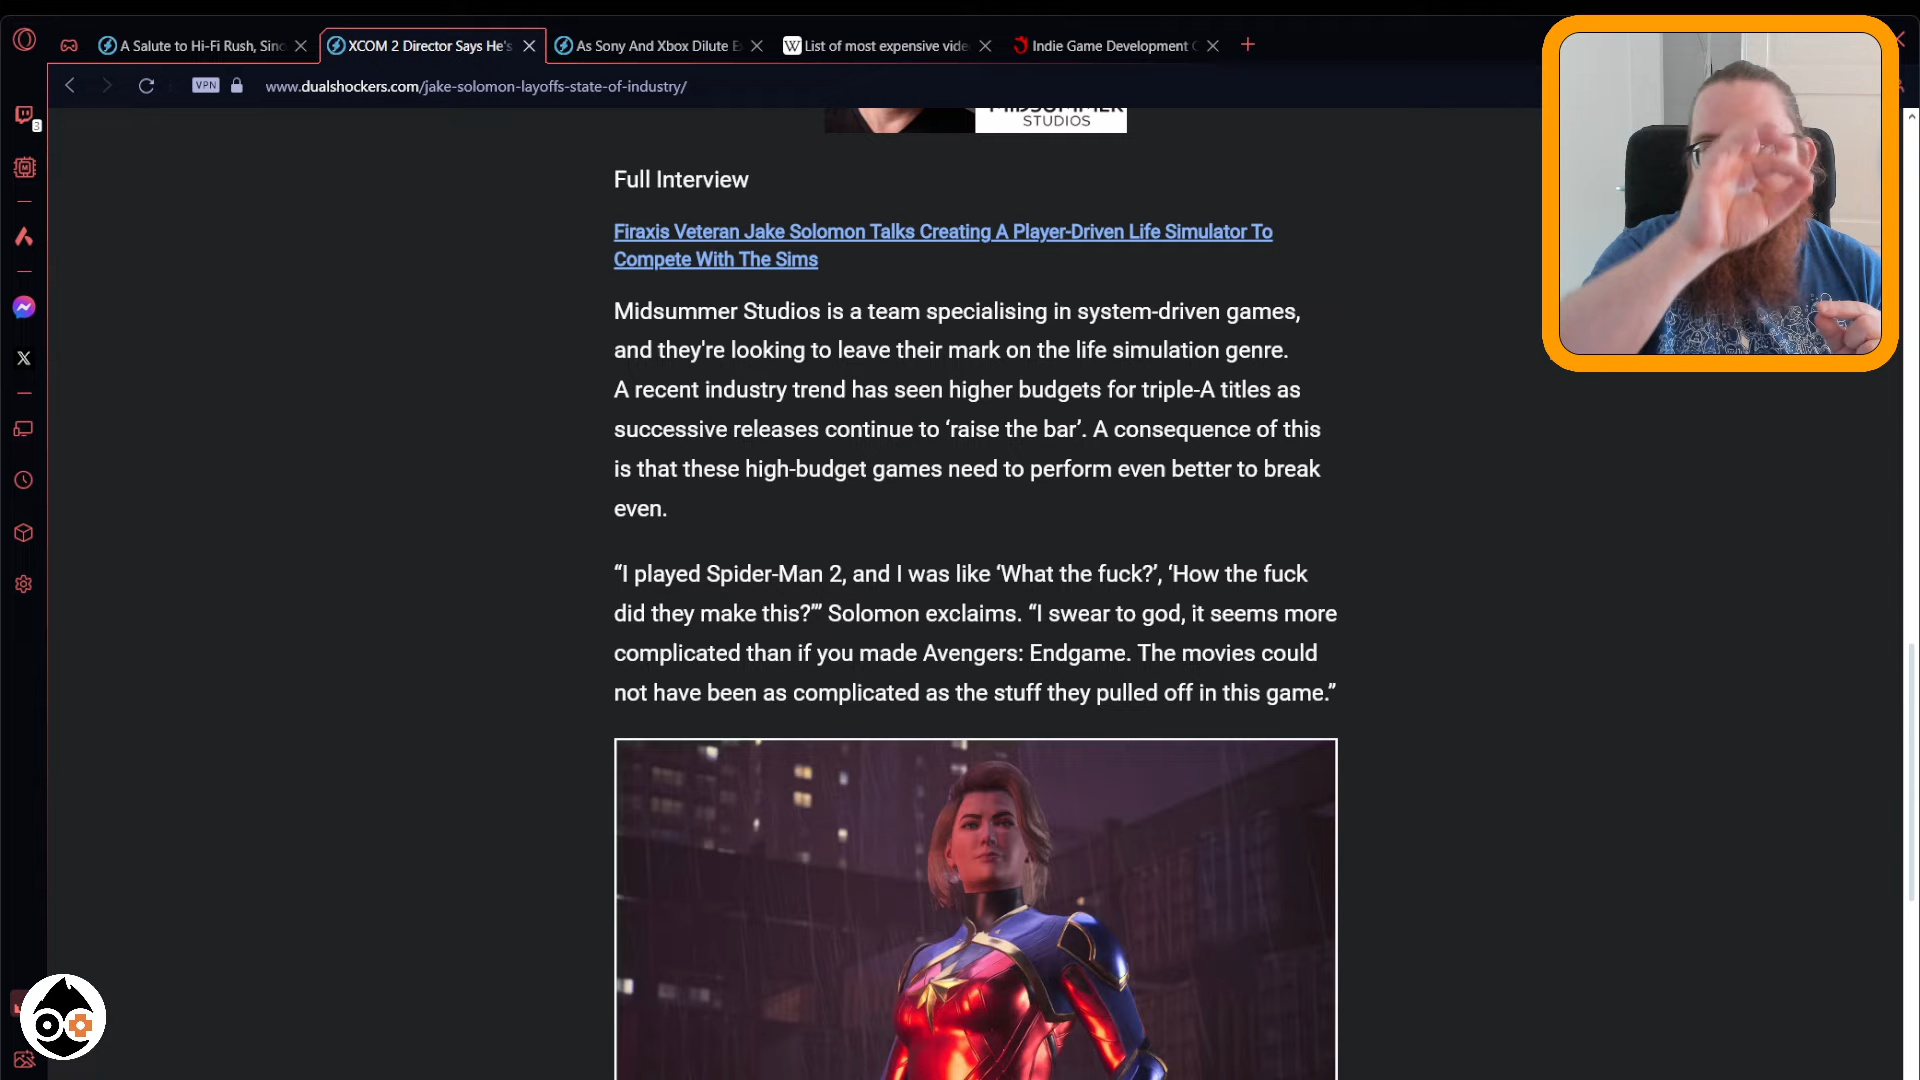 A Salute to Hi-Fi Rush, Sinc
XCOM 2 Director Says He's
As Sony And Xbox Dilute E
W List of most expensive vide
Indie Game Development C
VPN
www.dualshockers.com/jake-solomon-layoffs-state-of-industry/
3
X
MIDSUMMER
STUDIOS
Full Interview
Firaxis Veteran Jake Solomon Talks Creating A Player-Driven Life Simulator To
Compete With The Sims
Midsummer Studios is a team specialising in system-driven games,
and they're looking to leave their mark on the life simulation genre.
A recent industry trend has seen higher budgets for triple-A titles as
successive releases continue to ‘raise the bar’. A consequence of this
is that these high-budget games need to perform even better to break
even.
“I played Spider-Man 2, and I was like ‘What the fuck?’, ‘How the fuck
did they make this?’” Solomon exclaims. “I swear to god, it seems more
complicated than if you made Avengers: Endgame. The movies could
not have been as complicated as the stuff they pulled off in this game.”